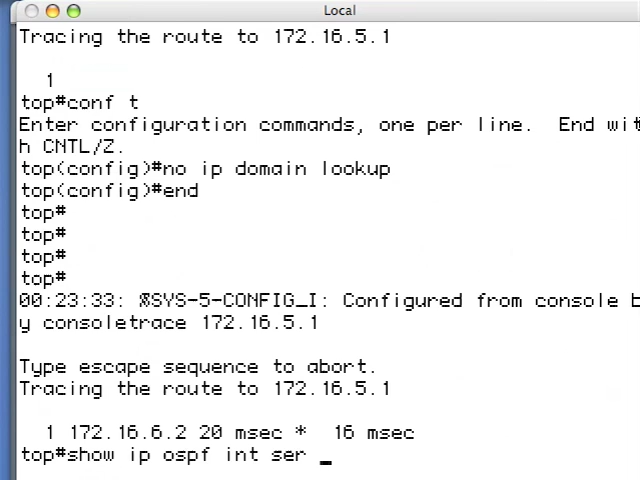 Local
Tracing the route to 172.16.5.1
1
top#conf t
Enter configuration commands, one per line.  End wit
h CNTL/Z.
top(config)#no ip domain lookup
top(config)#end
top#
top#
top#
top#
00:23:33: %SYS-5-CONFIG_I: Configured from console b
y consoletrace 172.16.5.1
Type escape sequence to abort.
Tracing the route to 172.16.5.1
1 172.16.6.2 20 msec *  16 msec
top#show ip ospf int ser _